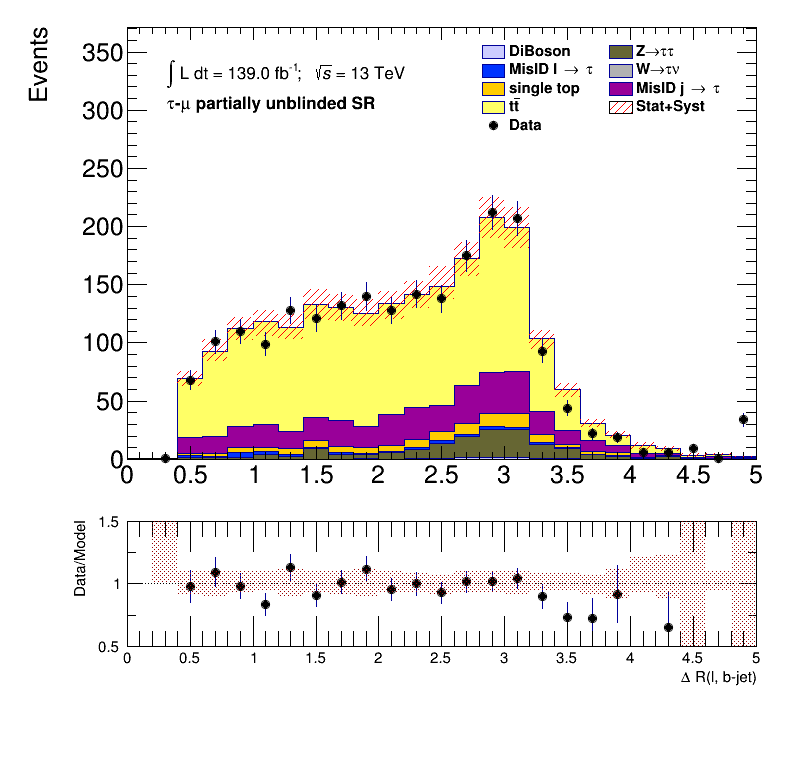 Events
350
300
250
200
150
100
50
0
∫ L dt = 139.0 fb⁻¹; √s = 13 TeV
τ-μ partially unblinded SR
DiBoson
MisID l → τ
single top
tt̄
Data
Z→ττ
W→τν
MisID j → τ
Stat+Syst
0 0.5 1 1.5 2 2.5 3 3.5 4 4.5 5
Data/Model
1.5
1
0.5
0 0.5 1 1.5 2 2.5 3 3.5 4 4.5 5
Δ R(l, b-jet)